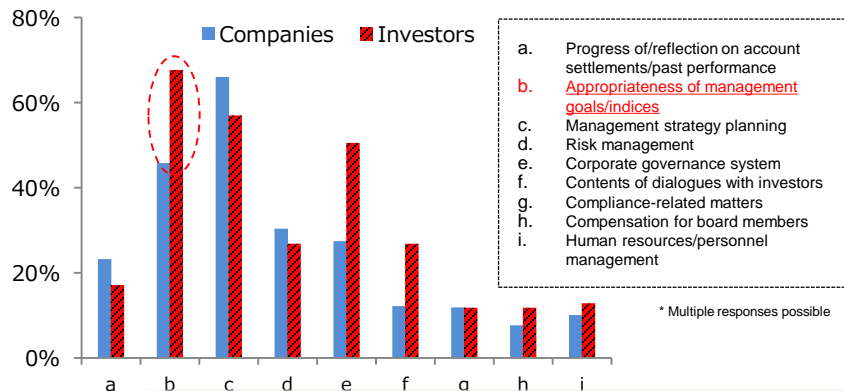 80%
60%
40%
20%
0%
Companies Investors
a b c d e f g h i
a. Progress of/reflection on account
settlements/past performance
b. Appropriateness of management
goals/indices
c. Management strategy planning
d. Risk management
e. Corporate governance system
f. Contents of dialogues with investors
g. Compliance-related matters
h. Compensation for board members
i. Human resources/personnel
management
* Multiple responses possible